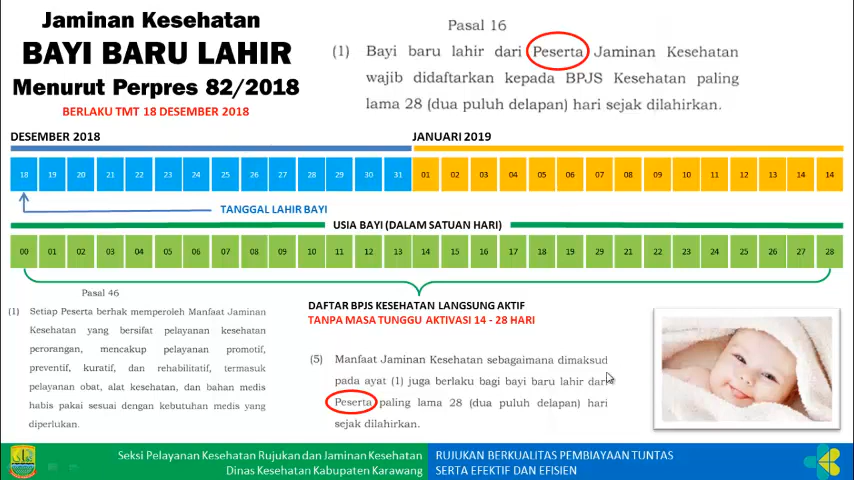 Jaminan Kesehatan
BAYI BARU LAHIR
Menurut Perpres 82/2018
BERLAKU TMT 18 DESEMBER 2018
Pasal 16
(1) Bayi baru lahir dari Peserta Jaminan Kesehatan
wajib didaftarkan kepada BPJS Kesehatan paling
lama 28 (dua puluh delapan) hari sejak dilahirkan.
DESEMBER 2018 JANUARI 2019
18 19 20 21 22 23 24 25 26 27 28 29 30 31 01 02 03 04 05 06 07 08 09 10 11 12 13 14 14
TANGGAL LAHIR BAYI
USIA BAYI (DALAM SATUAN HARI)
00 01 02 03 04 05 06 07 08 09 10 11 12 13 14 15 16 17 18 19 20 21 22 23 24 25 26 27 28
DAFTAR BPJS KESEHATAN LANGSUNG AKTIF
TANPA MASA TUNGGU AKTIVASI 14 - 28 HARI
Pasal 46
(1) Setiap Peserta berhak memperoleh Manfaat Jaminan
Kesehatan yang bersifat pelayanan kesehatan
perorangan, mencakup pelayanan promotif,
preventif, kuratif, dan rehabilitatif, termasuk
pelayanan obat, alat kesehatan, dan bahan medis
habis pakai sesuai dengan kebutuhan medis yang
diperlukan.
(5) Manfaat Jaminan Kesehatan sebagaimana dimaksud
pada ayat (1) juga berlaku bagi bayi baru lahir dari
Peserta paling lama 28 (dua puluh delapan) hari
sejak dilahirkan.
Seksi Pelayanan Kesehatan Rujukan dan Jaminan Kesehatan
Dinas Kesehatan Kabupaten Karawang
RUJUKAN BERKUALITAS PEMBIAYAAN TUNTAS
SERTA EFEKTIF DAN EFISIEN